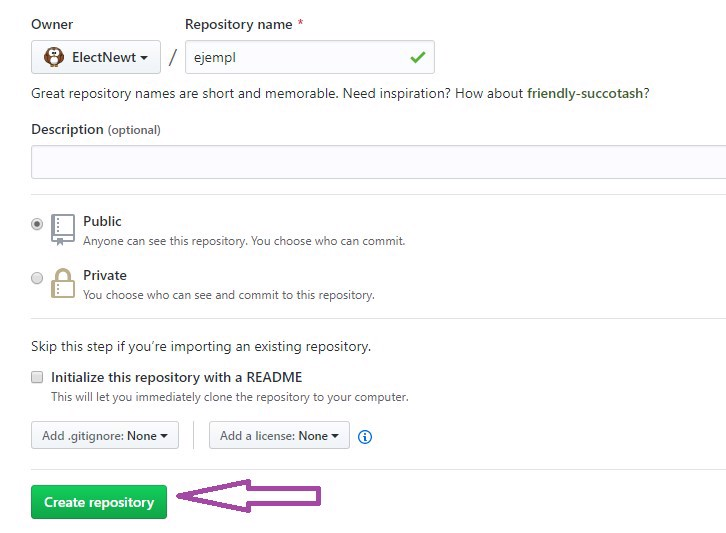 Owner Repository name *
ElectNewt / ejempl
Great repository names are short and memorable. Need inspiration? How about friendly-succotash?
Description (optional)
Public
Anyone can see this repository. You choose who can commit.
Private
You choose who can see and commit to this repository.
Skip this step if you're importing an existing repository.
Initialize this repository with a README
This will let you immediately clone the repository to your computer.
Add .gitignore: None Add a license: None
Create repository